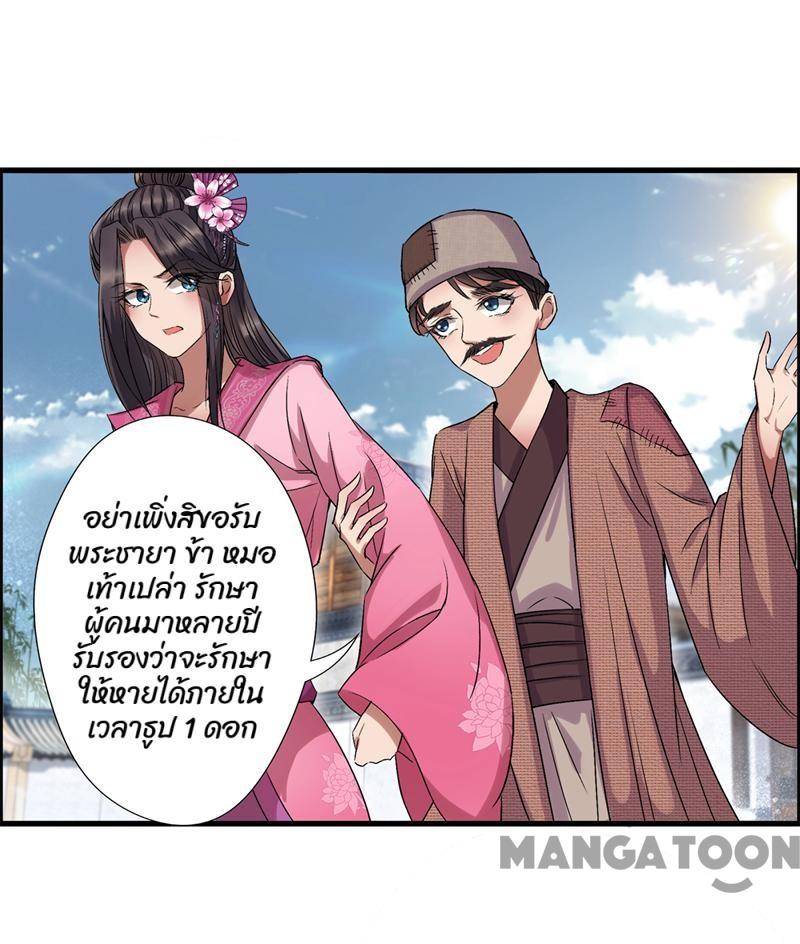 อย่าเพิ่งสิขอรับ
พระชายา ข้า หมอ
เท้าเปล่า รักษา
ผู้คนมาหลายปี
รับรองว่าจะรักษา
ให้หายได้ภายใน
เวลาธูป 1 ดอก
MANGATOON